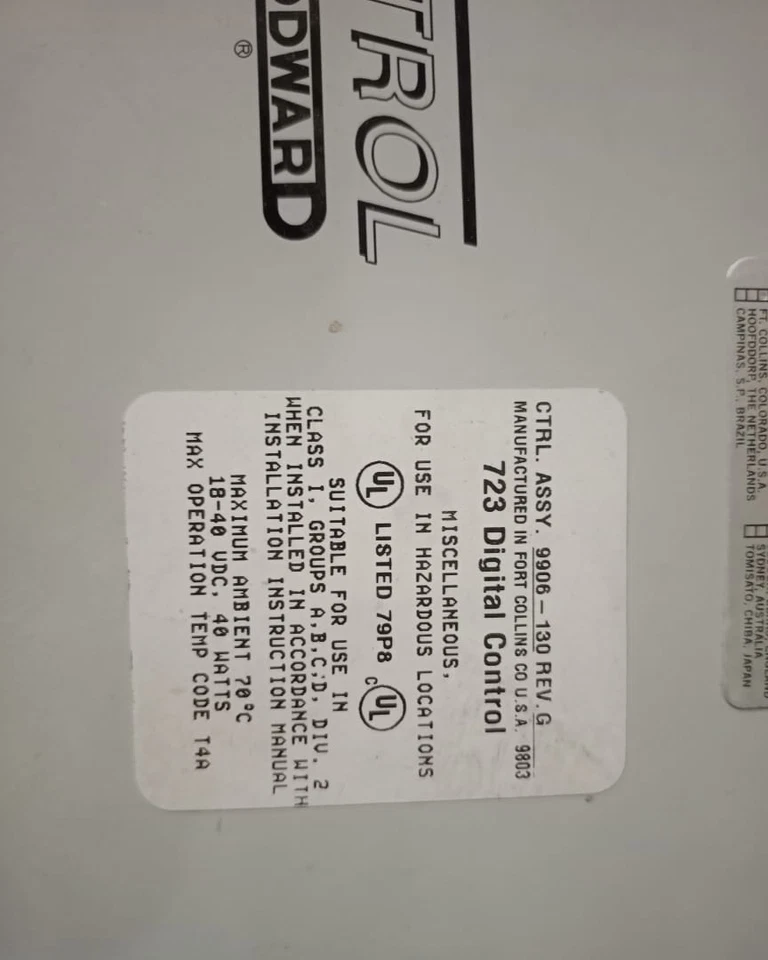 TROL
WOODWARD
®
FT. COLLINS, COLORADO, U.S.A.
HOOFDDORP, THE NETHERLANDS
CAMPINAS, S.P., BRAZIL
SYDNEY, AUSTRALIA
TOMISATO, CHIBA, JAPAN
CTRL. ASSY. 9906-130 REV. G
MANUFACTURED IN FORT COLLINS CO U.S.A. 9803
723 Digital Control
MISCELLANEOUS,
FOR USE IN HAZARDOUS LOCATIONS
UL LISTED 79P8 C UL
SUITABLE FOR USE IN
CLASS I, GROUPS A,B,C,D, DIV. 2
WHEN INSTALLED IN ACCORDANCE WITH
INSTALLATION INSTRUCTION MANUAL
MAXIMUM AMBIENT 70°C
18-40 VDC, 40 WATTS
MAX OPERATION TEMP CODE T4A